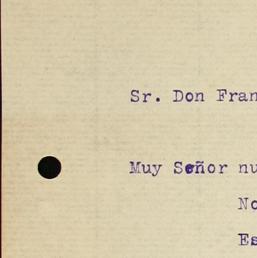 Sr. Don Fran
Muy Señor nu
No
Es